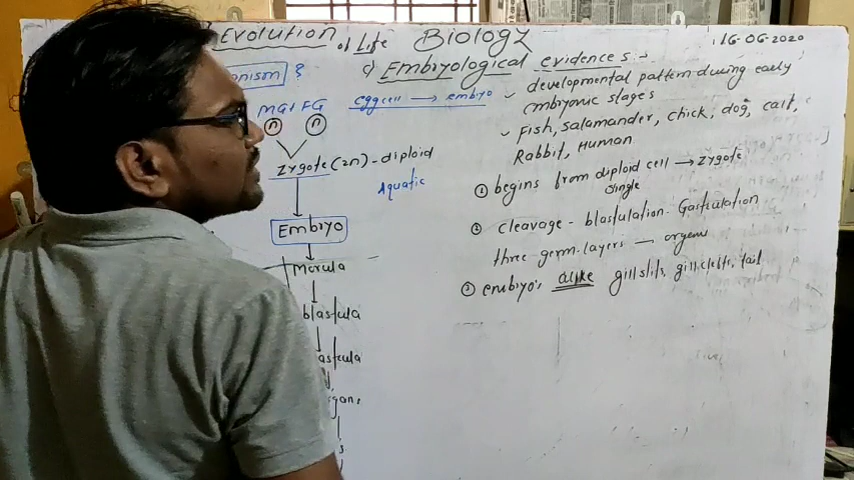 Evolution of Life Biology 16-06-2020
d) Embryological evidences :-
onism ?
developmental pattern during early
embryonic stages
egg cell → embryo
MG FG
n n
Fish, Salamander, chick, dog, calf,
Rabbit, Human
Zygote (2n) - diploid
Aquatic
① begins from diploid cell → zygote
single
Embryo
② cleavage - blastulation - Gastrulation
three germ-layers — organs
③ embryo's alike gill slits, gill clefts, tail
Morula
blastula
astula
gans
s